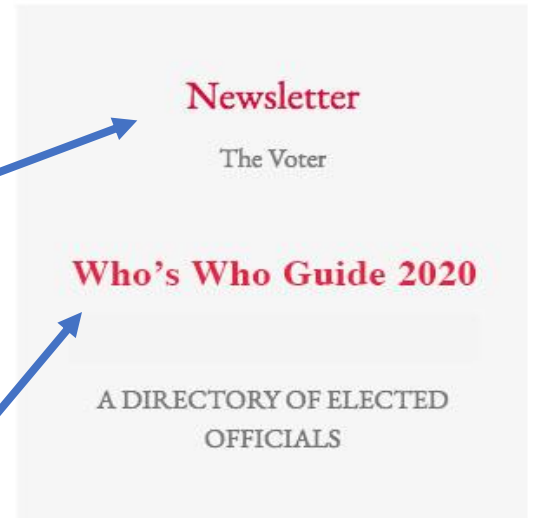 Newsletter
The Voter
Who's Who Guide 2020
A DIRECTORY OF ELECTED
OFFICIALS